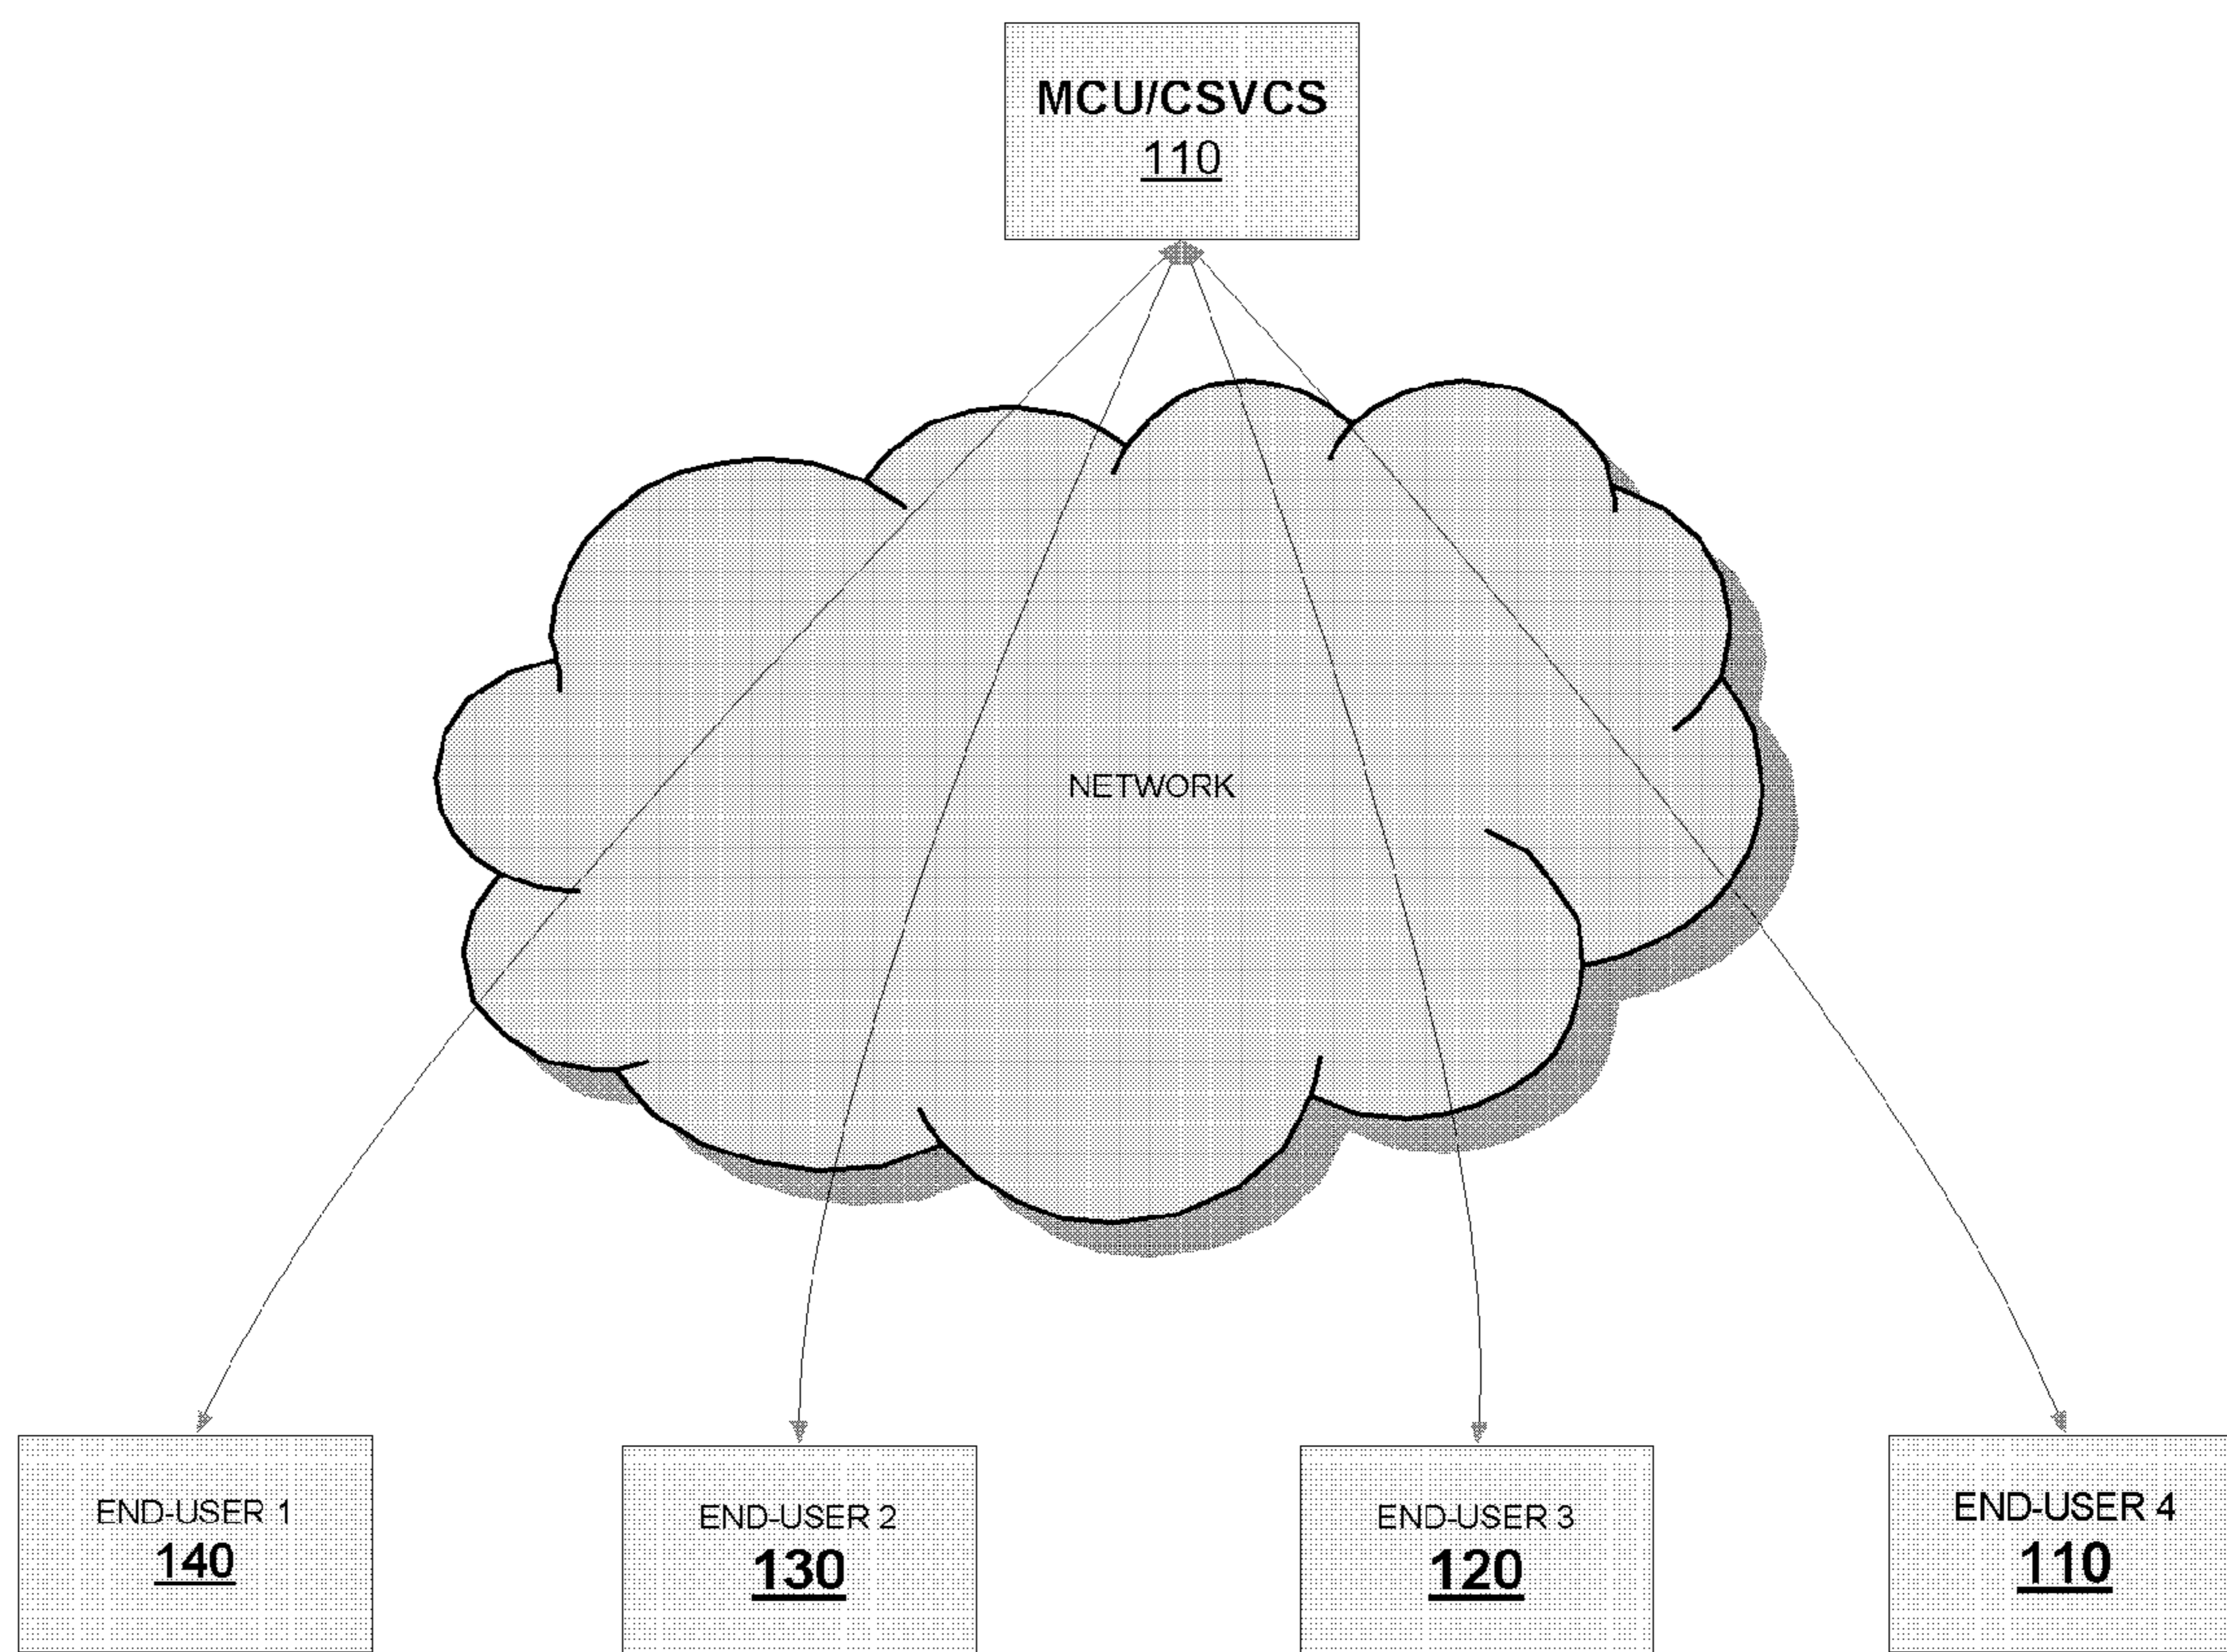 MCU/CSVCS
110
NETWORK
END-USER 1
140
END-USER 2
130
END-USER 3
120
END-USER 4
110